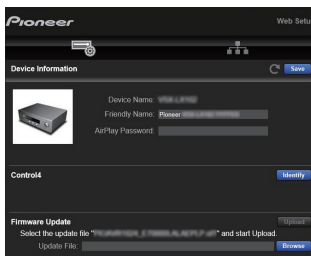 Pioneer
Web Setu
Device Information
Save
Device Name:
Friendly Name: Pioneer
AirPlay Password:
Control4
Identify
Firmware Update
Upload
Select the update file " " and start Upload.
Update File:
Browse